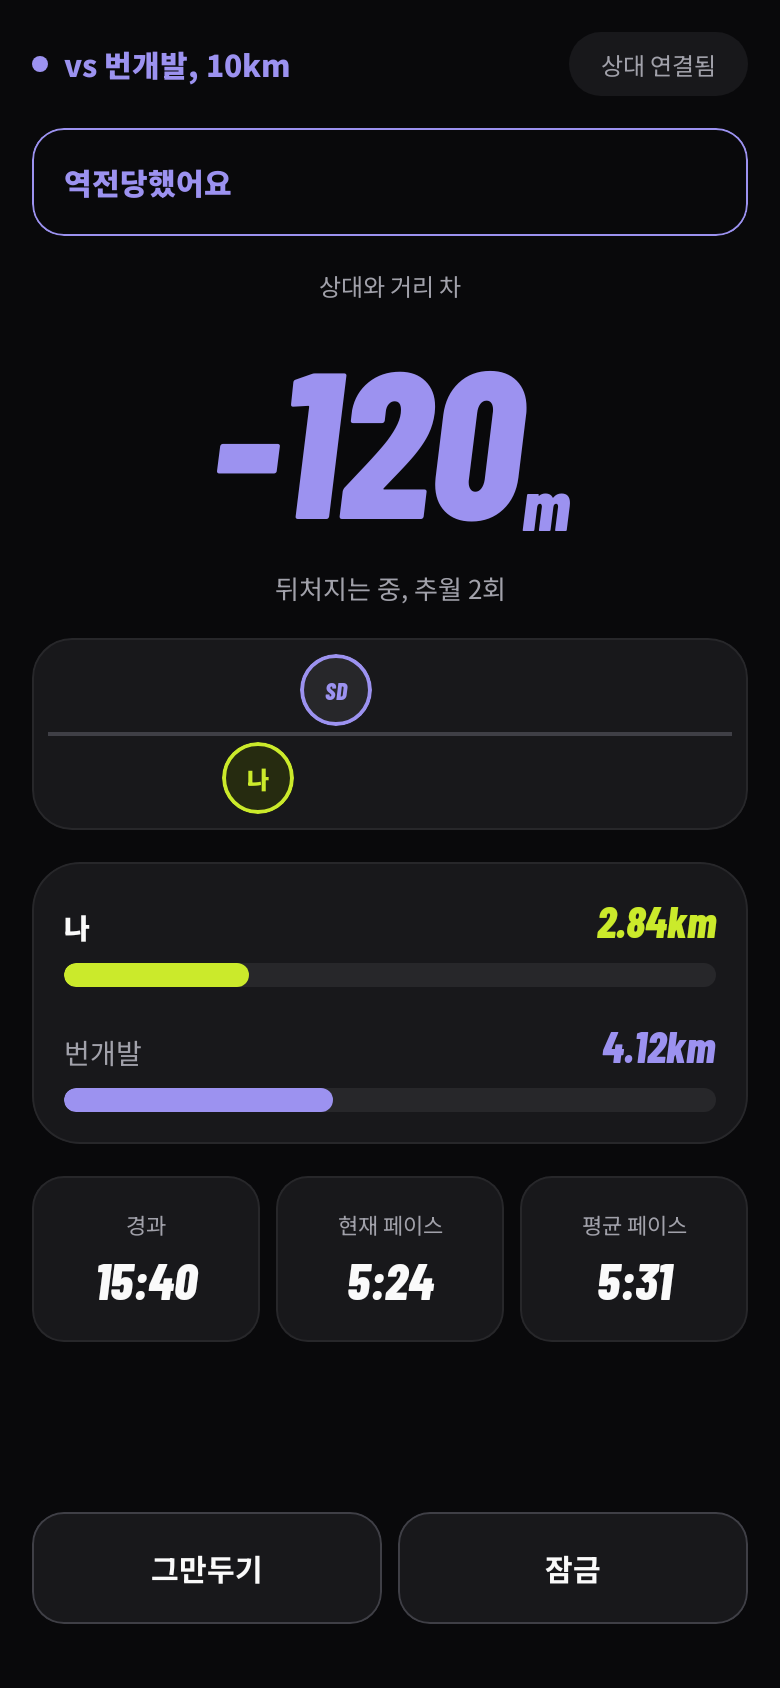 vs 번개발, 10km
상대 연결됨
역전당했어요
상대와 거리 차
-120m
뒤처지는 중, 추월 2회
SD
나
나
2.84km
번개발
4.12km
경과
현재 페이스
평균 페이스
15:40
5:24
5:31
그만두기
잠금